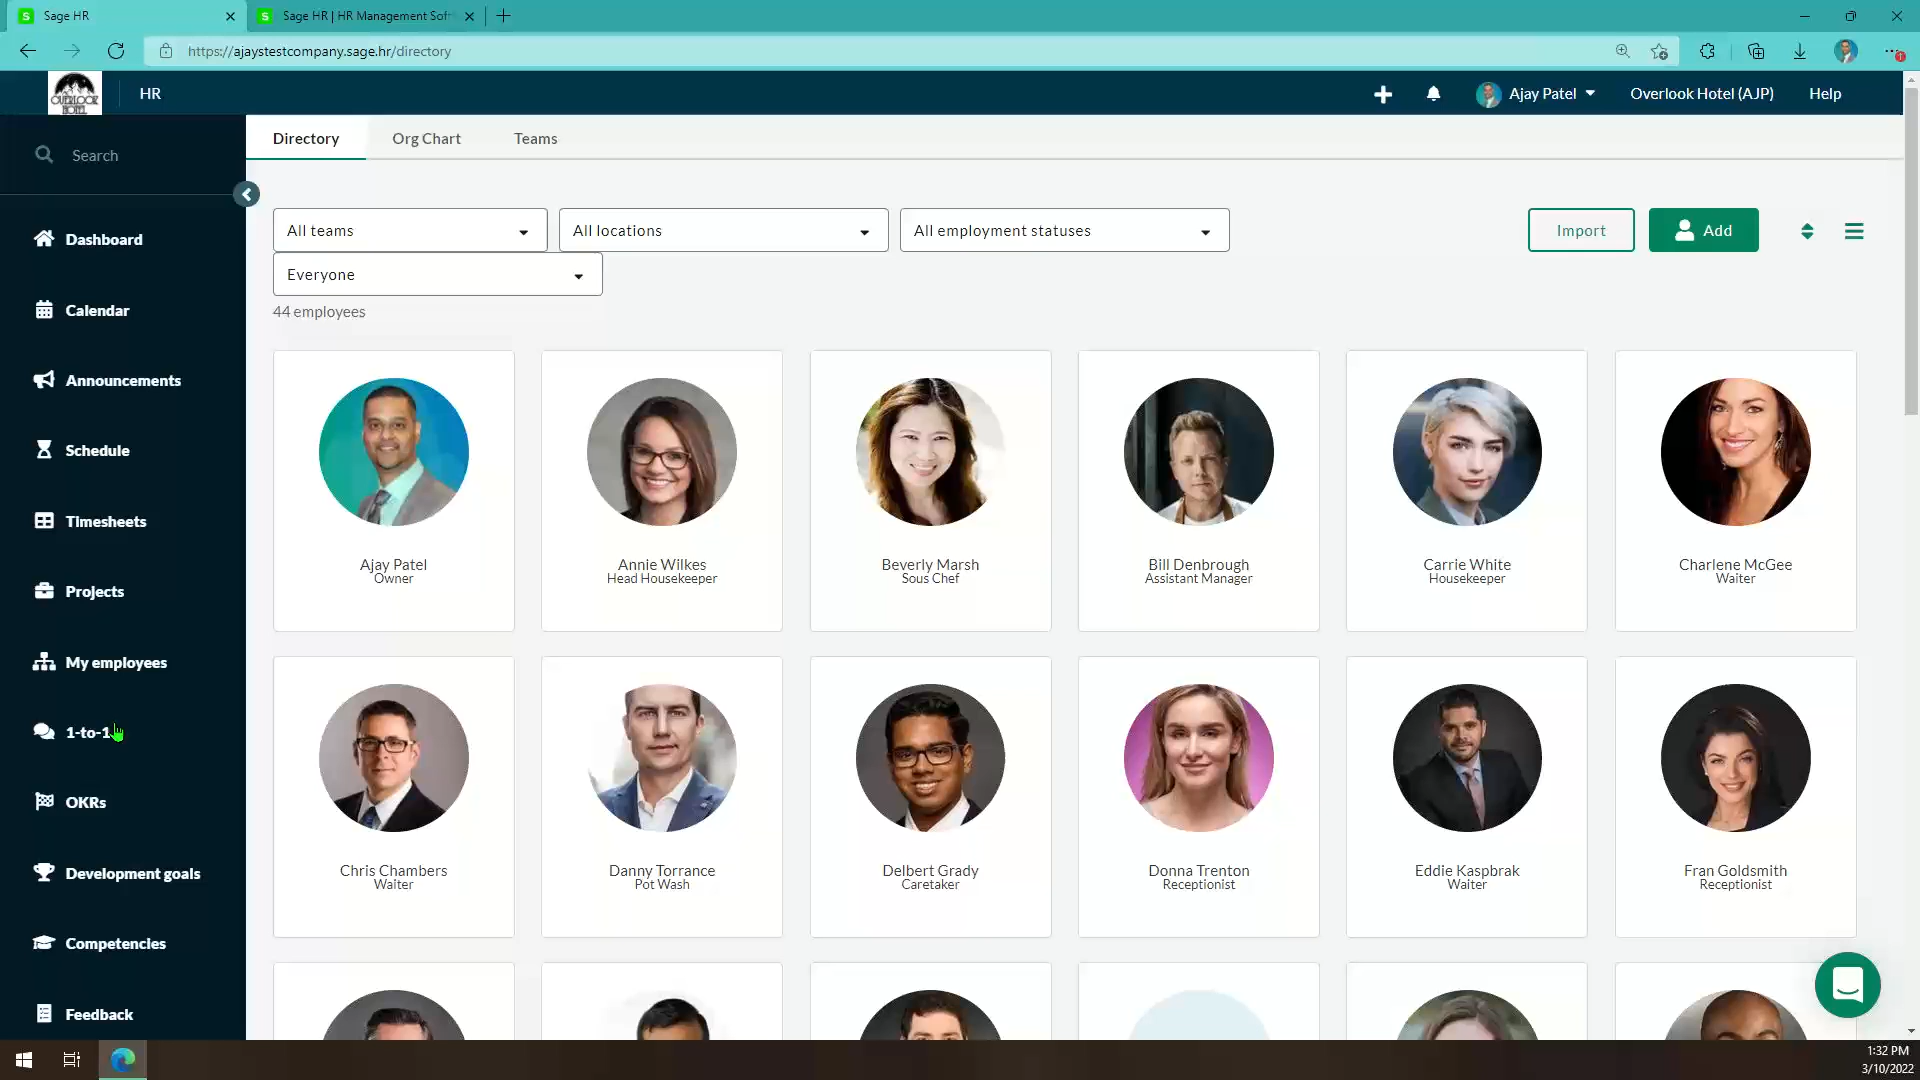 Sage HR
Sage HR | HR Management Soft
https://ajaystestcompany.sage.hr/directory
OVERLOOK
HOTEL
HR
Ajay Patel
Overlook Hotel (AJP)
Help
Search
Directory
Org Chart
Teams
All teams
All locations
All employment statuses
Import
Add
Everyone
44 employees
Dashboard
Calendar
Announcements
Schedule
Timesheets
Projects
My employees
1-to-1
OKRs
Development goals
Competencies
Feedback
Ajay Patel
Owner
Annie Wilkes
Head Housekeeper
Beverly Marsh
Sous Chef
Bill Denbrough
Assistant Manager
Carrie White
Housekeeper
Charlene McGee
Waiter
Chris Chambers
Waiter
Danny Torrance
Pot Wash
Delbert Grady
Caretaker
Donna Trenton
Receptionist
Eddie Kaspbrak
Waiter
Fran Goldsmith
Receptionist
1:32 PM
3/10/2022